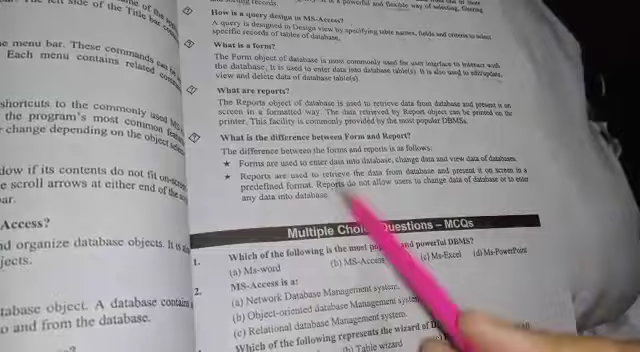 side of the Title bar
e menu bar. These commands can be
Each menu contains related
shortcuts to the commonly used
the program's most common
change depending on the object
dow if its contents do not fit on-screen
e scroll arrows at either end of the
ar.
Access?
nd organize database objects. It is
jects.
tabase object. A database contains
o and from the database.
How is a query design in MS-Access?
A query is designed in Design view by specifying table names, fields and criteria to select
specific records of tables of database.
What is a form?
The Form object of database is most commonly used for user interface to interact with
the database. It is used to enter data into database table(s). It is also used to edit/update,
view and delete data of database table(s).
What are reports?
The Reports object of database is used to retrieve data from database and present it on
screen in a formatted way. The data retrieved by Report object can be printed on the
printer. This facility is commonly provided by the most popular DBMSs.
What is the difference between Form and Report?
The difference between the forms and reports is as follows:
★ Forms are used to enter data into database, change data and view data of databases.
★ Reports are used to retrieve the data from database and present it on screen in a
predefined format. Reports do not allow users to change data of database or to enter
any data into database.
Multiple Choice Questions – MCQs
1. Which of the following is the most and powerful DBMS?
(a) Ms-word (b) MS-Access (c) Ms-Excel (d) Ms-PowerPoint
2. MS-Access is a:
(a) Network Database Management system.
(b) Object-oriented database Management system
(c) Relational database Management system.
Which of the following represents the wizard of
(b) Table wizard